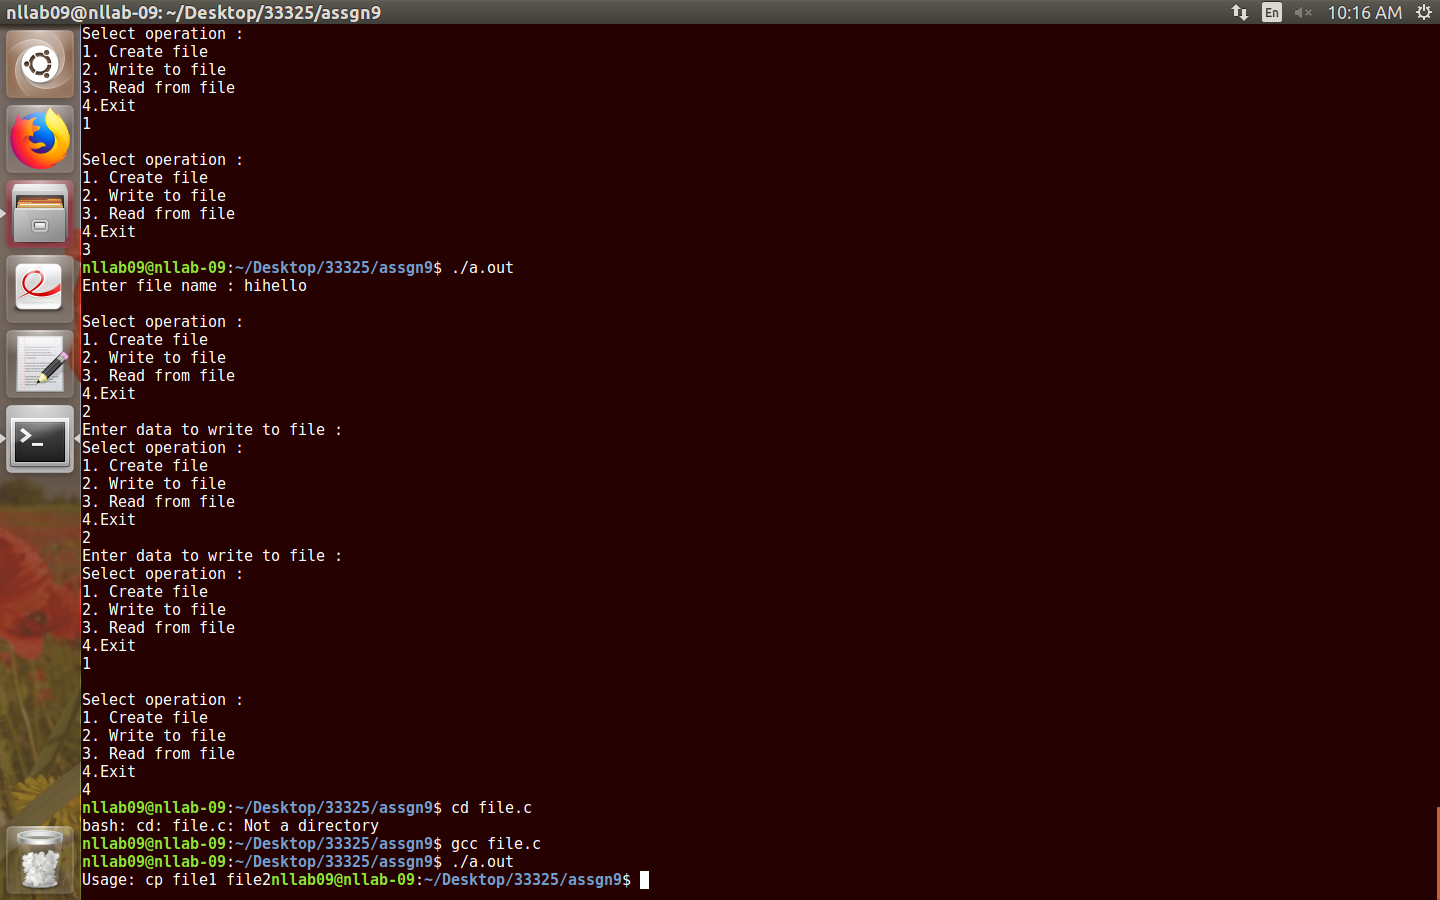 nllab09@nllab-09: ~/Desktop/33325/assgn9
En
10:16 AM
Select operation :
1. Create file
2. Write to file
3. Read from file
4.Exit
1
Select operation :
1. Create file
2. Write to file
3. Read from file
4.Exit
3
nllab09@nllab-09:~/Desktop/33325/assgn9$ ./a.out
Enter file name : hihello
Select operation :
1. Create file
2. Write to file
3. Read from file
4.Exit
2
Enter data to write to file :
Select operation :
1. Create file
2. Write to file
3. Read from file
4.Exit
2
Enter data to write to file :
Select operation :
1. Create file
2. Write to file
3. Read from file
4.Exit
1
Select operation :
1. Create file
2. Write to file
3. Read from file
4.Exit
4
nllab09@nllab-09:~/Desktop/33325/assgn9$ cd file.c
bash: cd: file.c: Not a directory
nllab09@nllab-09:~/Desktop/33325/assgn9$ gcc file.c
nllab09@nllab-09:~/Desktop/33325/assgn9$ ./a.out
Usage: cp file1 file2nllab09@nllab-09:~/Desktop/33325/assgn9$